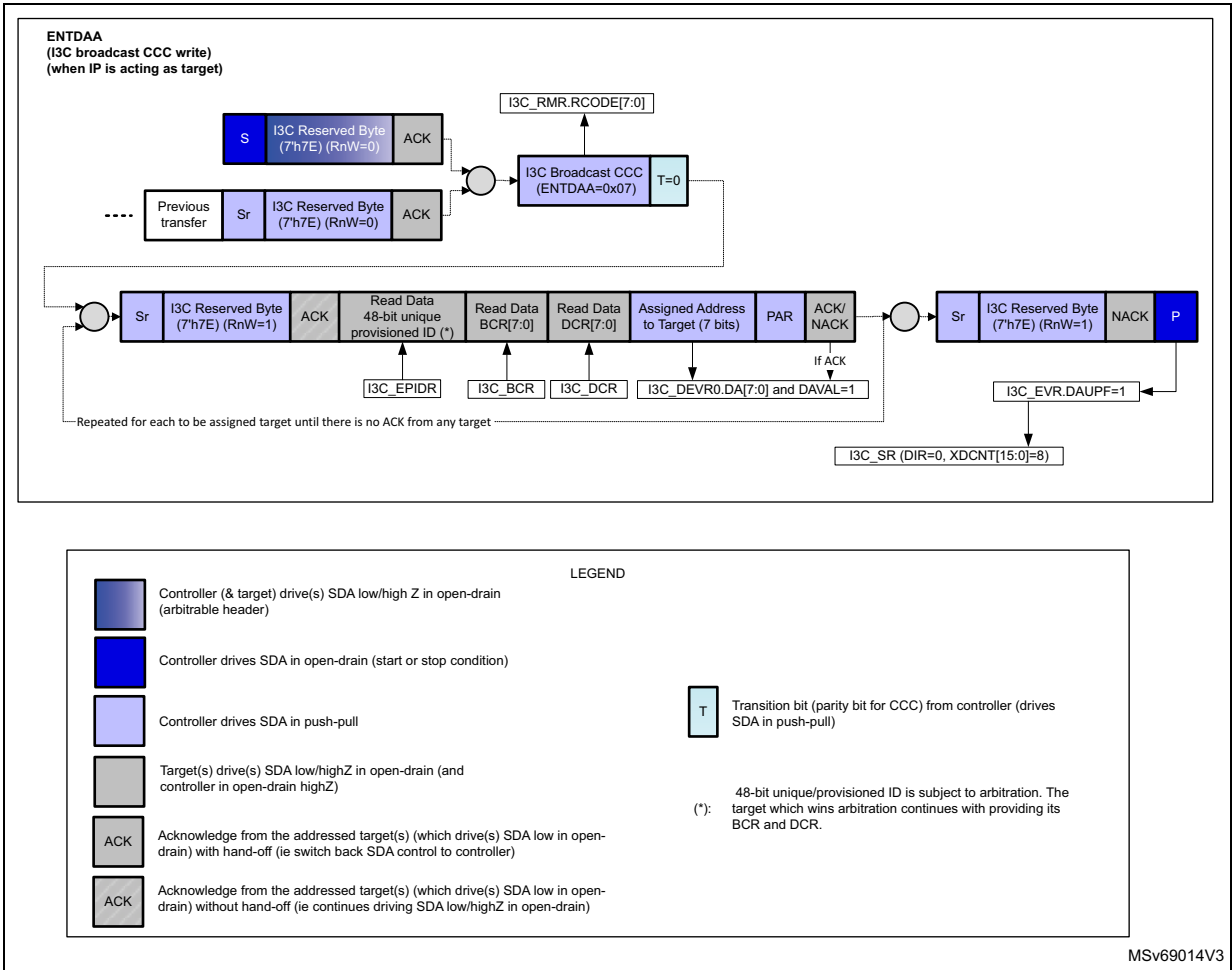 ENTDAA
(I3C broadcast CCC write)
(when IP is acting as target)
I3C_RMR.RCODE[7:0]
S
I3C Reserved Byte
(7'h7E) (RnW=0)
ACK
I3C Broadcast CCC
(ENTDAA=0x07)
T=0
Previous
transfer
Sr
I3C Reserved Byte
(7'h7E) (RnW=0)
ACK
Sr
I3C Reserved Byte
(7'h7E) (RnW=1)
ACK
Read Data
48-bit unique
provisioned ID (*)
Read Data
BCR[7:0]
Read Data
DCR[7:0]
Assigned Address
to Target (7 bits)
PAR
ACK/
NACK
Sr
I3C Reserved Byte
(7'h7E) (RnW=1)
NACK
P
If ACK
I3C_EPIDR
I3C_BCR
I3C_DCR
I3C_DEVR0.DA[7:0] and DAVAL=1
I3C_EVR.DAUPF=1
Repeated for each to be assigned target until there is no ACK from any target
I3C_SR (DIR=0, XDCNT[15:0]=8)
LEGEND
Controller (& target) drive(s) SDA low/high Z in open-drain
(arbitrable header)
Controller drives SDA in open-drain (start or stop condition)
Controller drives SDA in push-pull
Target(s) drive(s) SDA low/highZ in open-drain (and
controller in open-drain highZ)
ACK
Acknowledge from the addressed target(s) (which drive(s) SDA low in open-
drain) with hand-off (ie switch back SDA control to controller)
ACK
Acknowledge from the addressed target(s) (which drive(s) SDA low in open-
drain) without hand-off (ie continues driving SDA low/highZ in open-drain)
T
Transition bit (parity bit for CCC) from controller (drives
SDA in push-pull)
(*):
48-bit unique/provisioned ID is subject to arbitration. The
target which wins arbitration continues with providing its
BCR and DCR.
MSv69014V3